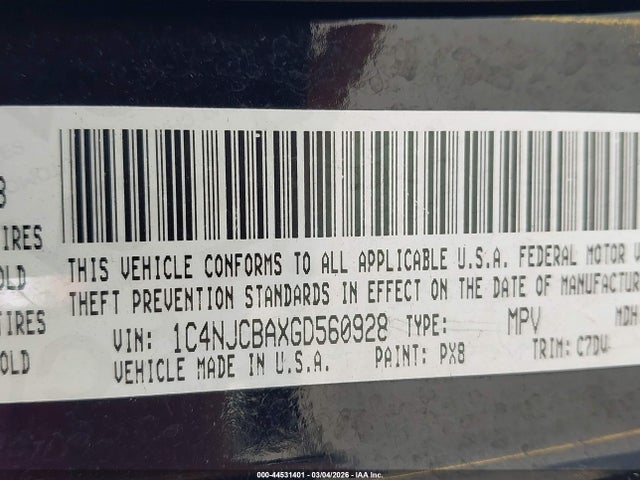 8
IRES
OLD
THIS VEHICLE CONFORMS TO ALL APPLICABLE U.S.A. FEDERAL MOTOR V
THEFT PREVENTION STANDARDS IN EFFECT ON THE DATE OF MANUFACTUR
TIRES
VIN: 1C4NJCBAXGD560928 TYPE: MPV MDH
OLD
VEHICLE MADE IN U.S.A. PAINT: PX8 TRIM: C7DV
000-44531401 - 03/04/2026 - IAA Inc.